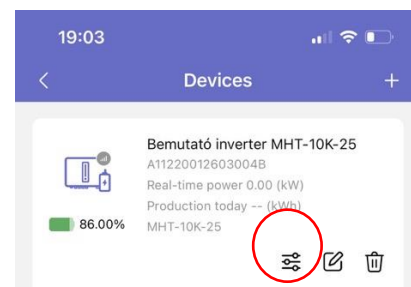 19:03
Devices
Bemutató inverter MHT-10K-25
A11220012603004B
Real-time power 0.00 (kW)
Production today -- (kWh)
86.00%
MHT-10K-25